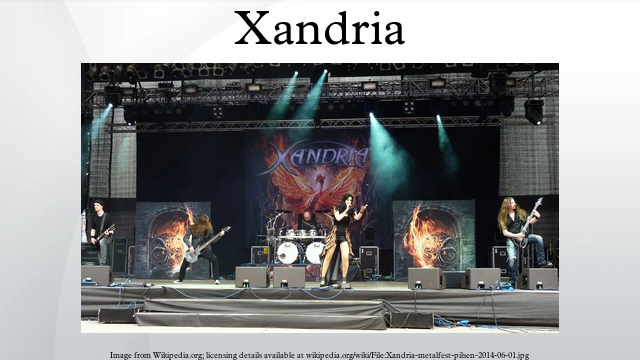 Xandria
XANDRIA
Image from Wikipedia.org; licensing details available at wikipedia.org/wiki/File:Xandria-metalfest-pilsen-2014-06-01.jpg